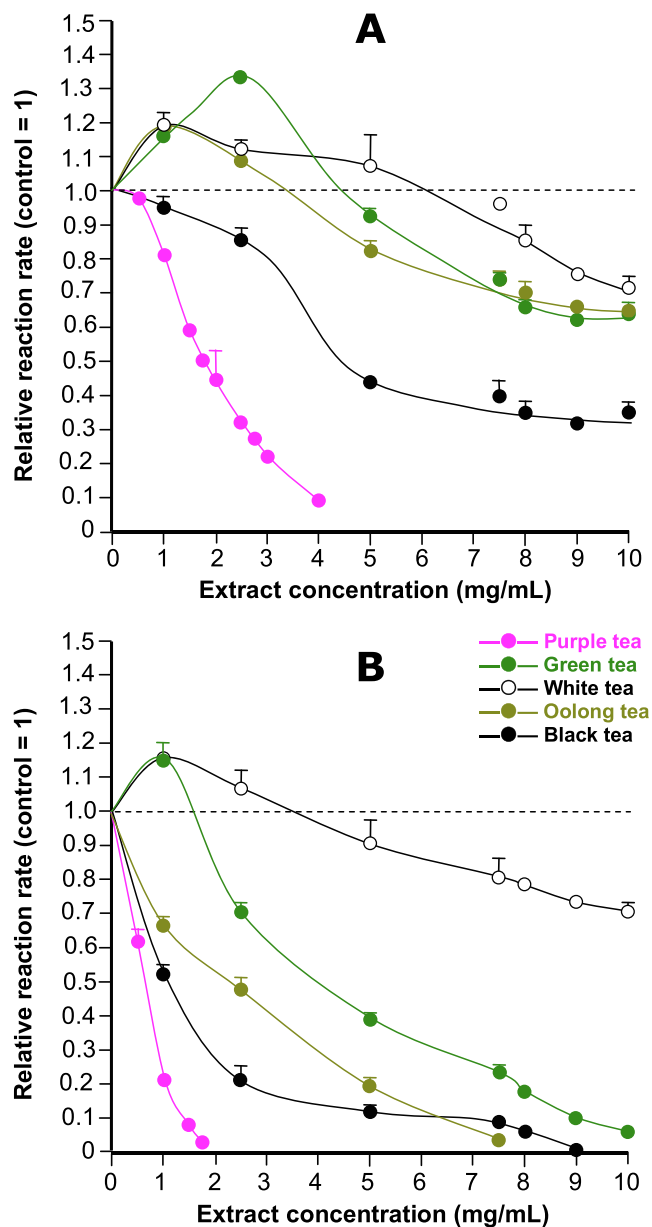 A
Relative reaction rate (control = 1)
1.5
1.4
1.3
1.2
1.1
1.0
0.9
0.8
0.7
0.6
0.5
0.4
0.3
0.2
0.1
0
0 1 2 3 4 5 6 7 8 9 10
Extract concentration (mg/mL)
B
Relative reaction rate (control = 1)
1.5
1.4
1.3
1.2
1.1
1.0
0.9
0.8
0.7
0.6
0.5
0.4
0.3
0.2
0.1
0
Purple tea
Green tea
White tea
Oolong tea
Black tea
0 1 2 3 4 5 6 7 8 9 10
Extract concentration (mg/mL)